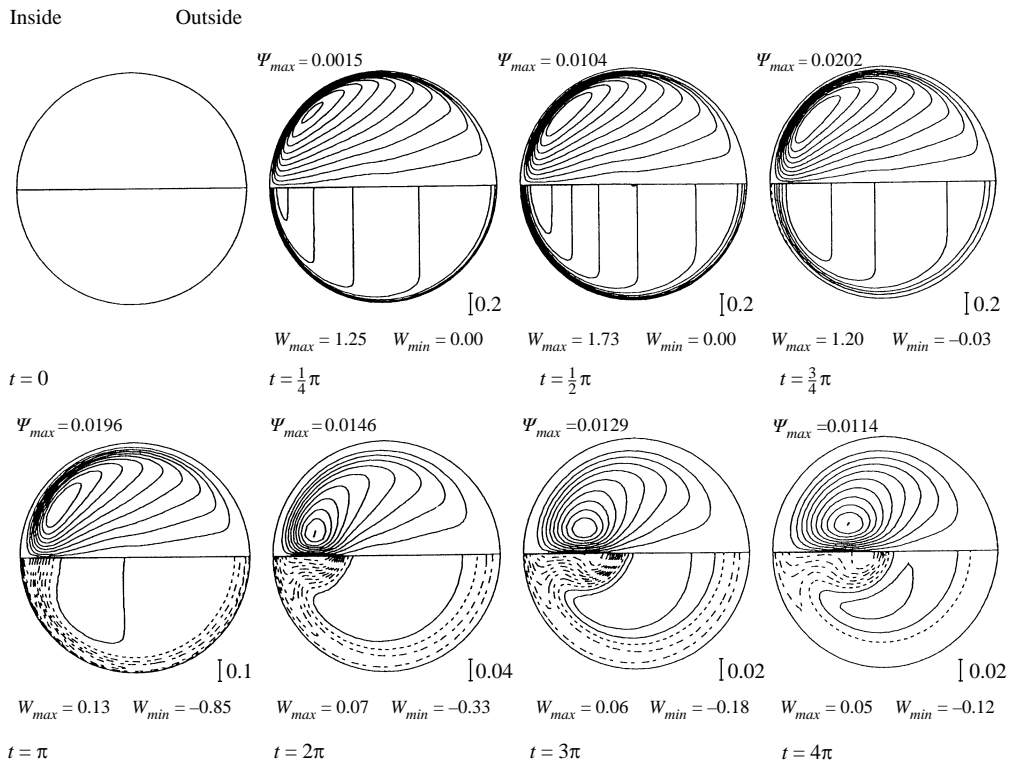 Inside Outside
Ψmax = 0.0015 Ψmax = 0.0104 Ψmax = 0.0202
0.2 0.2 0.2
Wmax = 1.25 Wmin = 0.00 Wmax = 1.73 Wmin = 0.00 Wmax = 1.20 Wmin = –0.03
t = 0 t = 1/4 π t = 1/2 π t = 3/4 π
Ψmax = 0.0196 Ψmax = 0.0146 Ψmax = 0.0129 Ψmax = 0.0114
0.1 0.04 0.02 0.02
Wmax = 0.13 Wmin = –0.85 Wmax = 0.07 Wmin = –0.33 Wmax = 0.06 Wmin = –0.18 Wmax = 0.05 Wmin = –0.12
t = π t = 2π t = 3π t = 4π